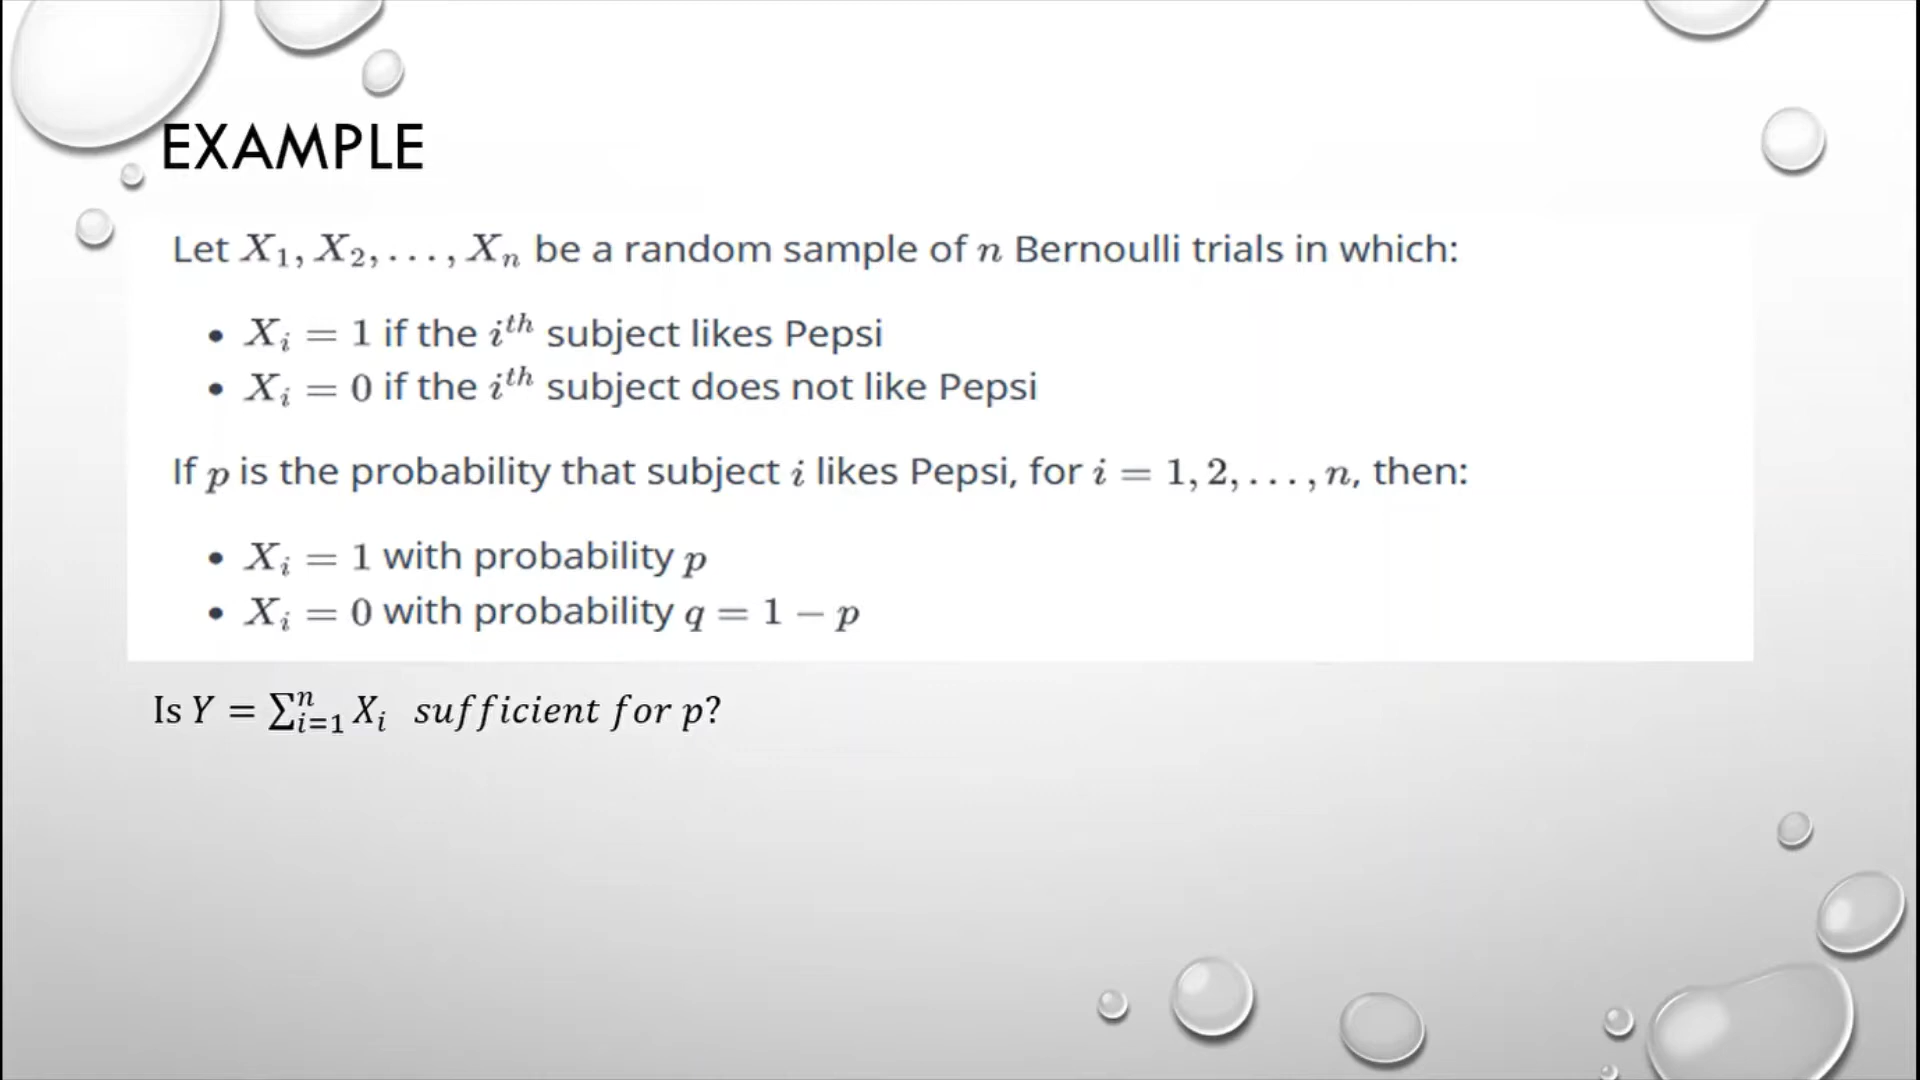 EXAMPLE
Let X₁, X₂, . . . , Xₙ be a random sample of n Bernoulli trials in which:
• Xᵢ = 1 if the iᵗʰ subject likes Pepsi
• Xᵢ = 0 if the iᵗʰ subject does not like Pepsi
If p is the probability that subject i likes Pepsi, for i = 1, 2, . . . , n, then:
• Xᵢ = 1 with probability p
• Xᵢ = 0 with probability q = 1 − p
Is Y = ∑ⁿᵢ₌₁ Xᵢ sufficient for p?